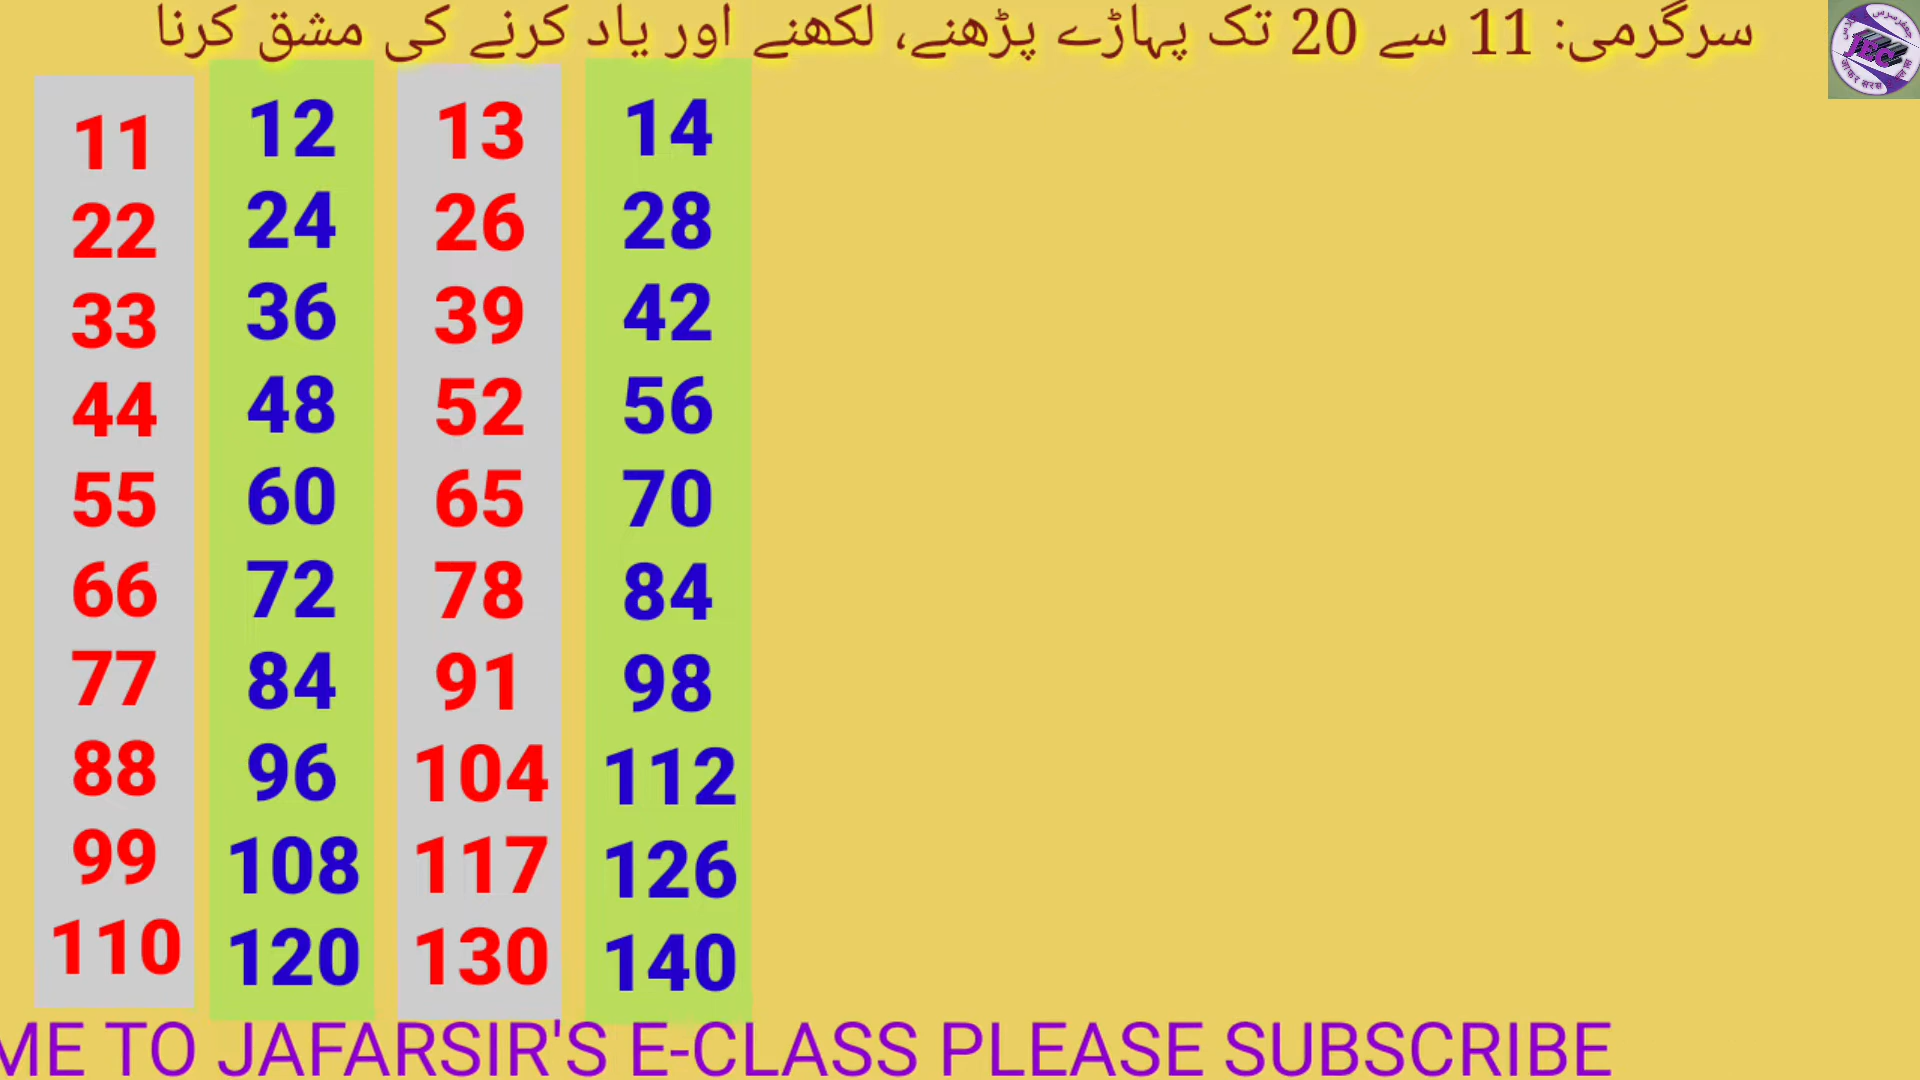 سرگرمی: 11 سے 20 تک پہاڑے پڑھنے، لکھنے اور یاد کرنے کی مشق کرنا
JEC
11 12 13 14
22 24 26 28
33 36 39 42
44 48 52 56
55 60 65 70
66 72 78 84
77 84 91 98
88 96 104 112
99 108 117 126
110 120 130 140
ME TO JAFARSIR'S E-CLASS PLEASE SUBSCRIBE